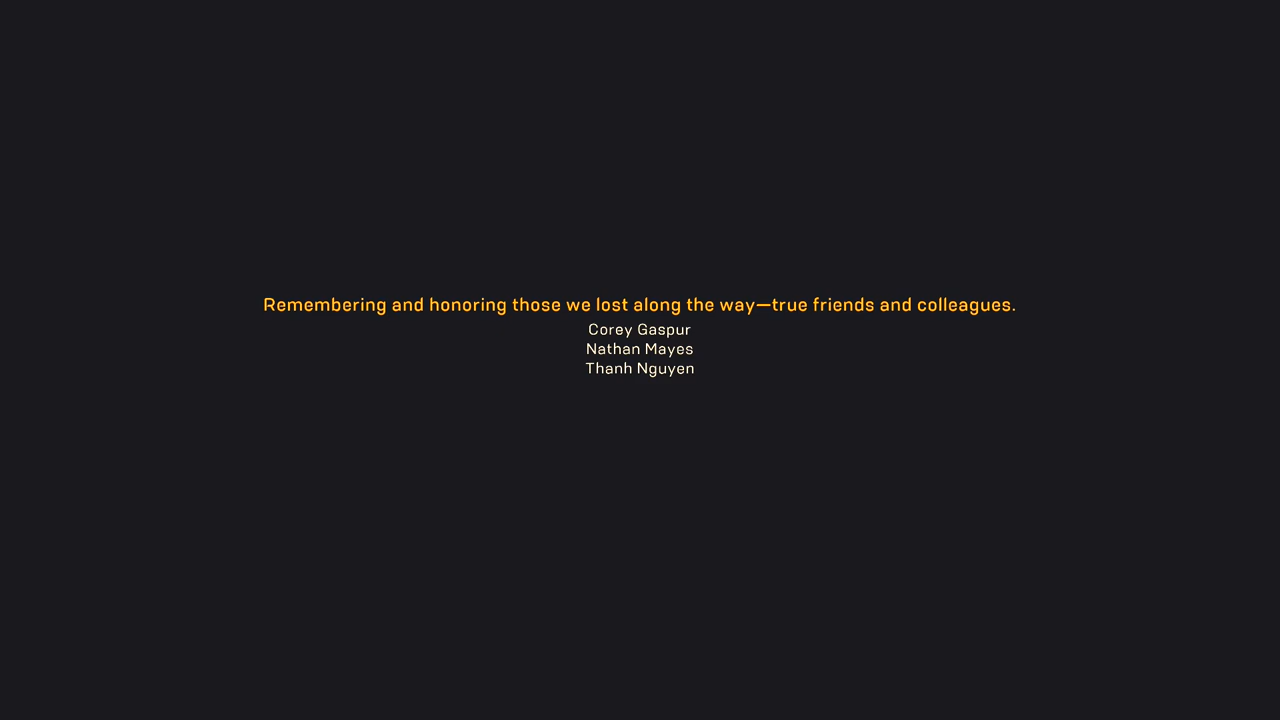 Remembering and honoring those we lost along the way—true friends and colleagues.
Corey Gaspur
Nathan Mayes
Thanh Nguyen